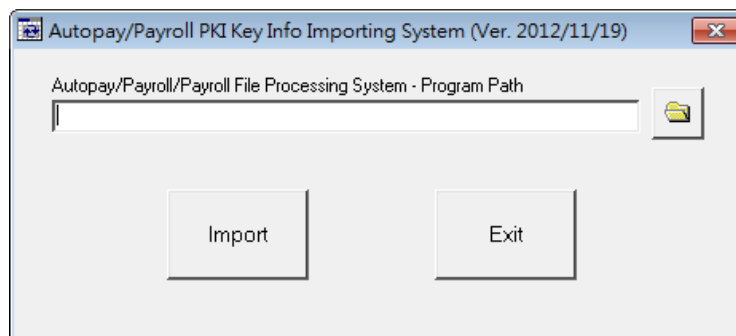 Autopay/Payroll PKI Key Info Importing System (Ver. 2012/11/19)
Autopay/Payroll/Payroll File Processing System - Program Path
Import
Exit